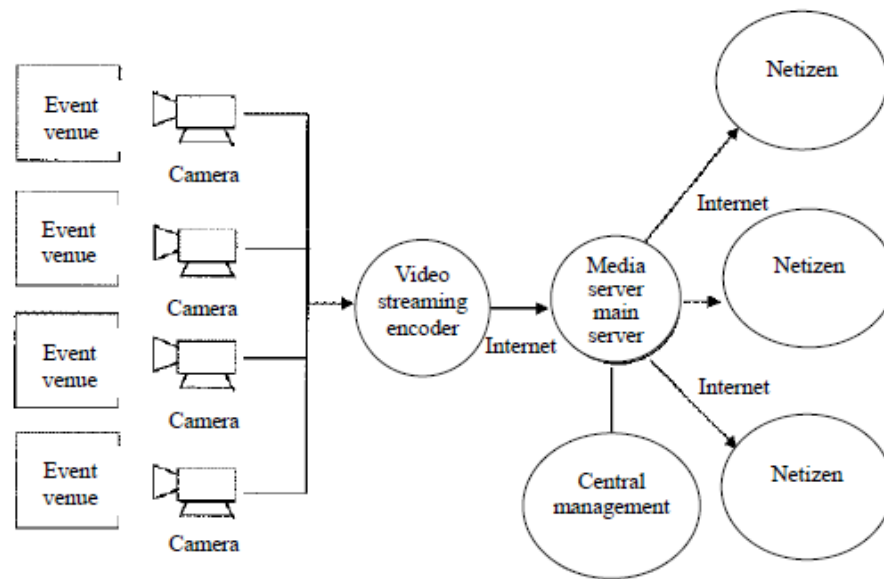 Event
venue
Camera
Event
venue
Camera
Event
venue
Camera
Event
venue
Camera
Video
streaming
encoder
Internet
Media
server
main
server
Central
management
Internet
Internet
Netizen
Netizen
Netizen